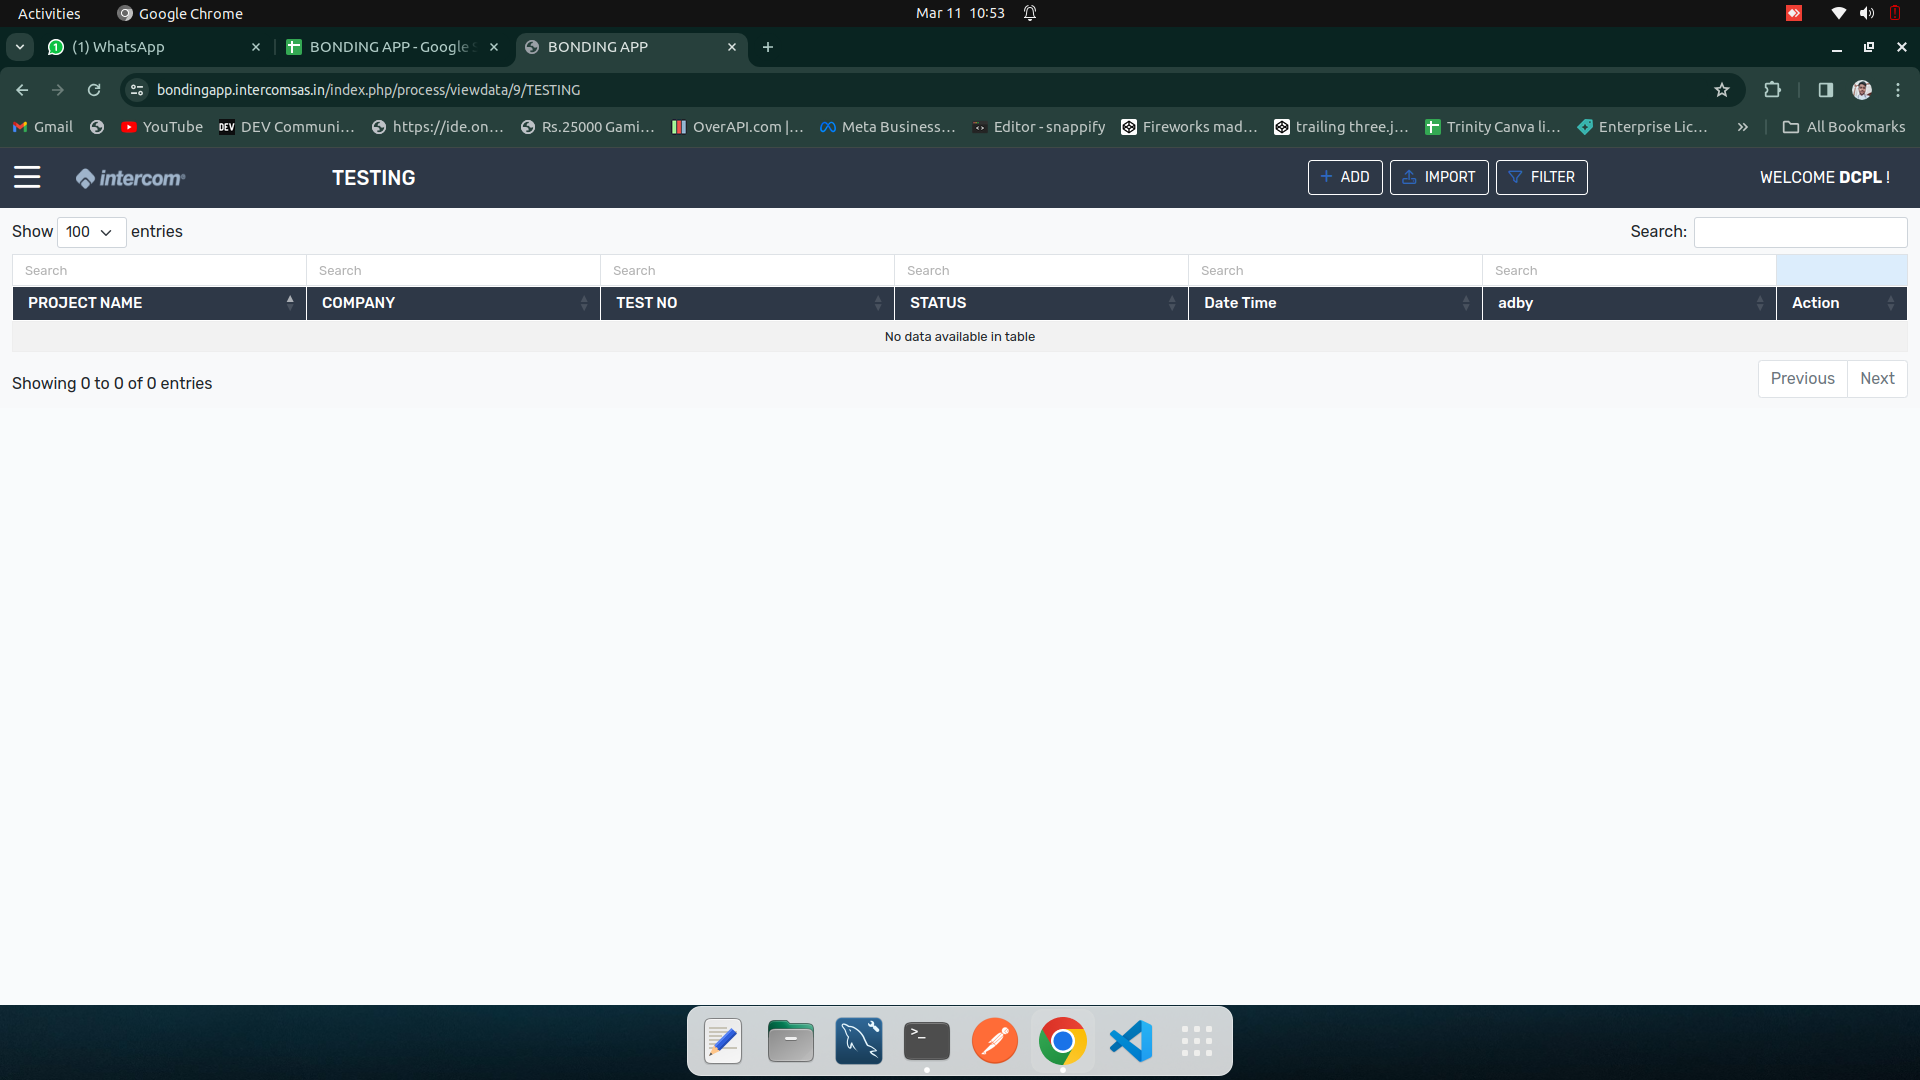 Activities Google Chrome Mar 11 10:53
(1) WhatsApp BONDING APP - Google BONDING APP
bondingapp.intercomsas.in/index.php/process/viewdata/9/TESTING
Gmail YouTube DEV DEV Communi... https://ide.on... Rs.25000 Gami... OverAPI.com |... Meta Business... Editor - snappify Fireworks mad... trailing three.j... Trinity Canva li... Enterprise Lic... » All Bookmarks
intercom TESTING + ADD IMPORT FILTER WELCOME DCPL !
Show 100 entries Search:
Search Search Search Search Search Search
PROJECT NAME COMPANY TEST NO STATUS Date Time adby Action
No data available in table
Showing 0 to 0 of 0 entries Previous Next
>_